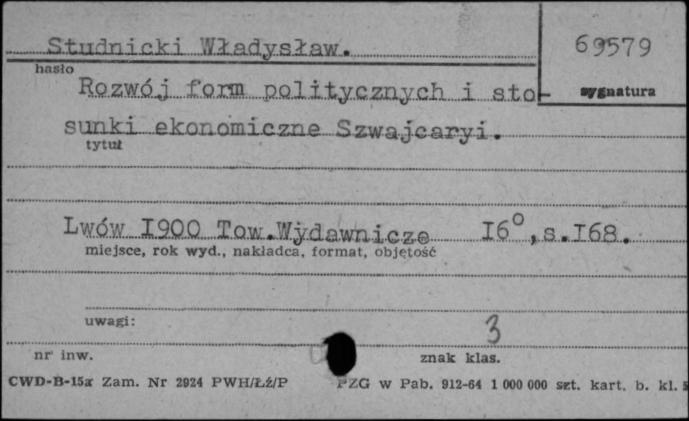 Studnicki Władysław.
69579
hasło
sygnatura
Rozwój form politycznych i sto-
sunki ekonomiczne Szwajcaryi.
tytuł
Lwów 1900 Tow.Wydawnicze 16°,s.168.
miejsce, rok wyd., nakładca, format, objętość
uwagi:
3
nr inw.
znak klas.
CWD-B-15a Zam. Nr 2924 PWH/Łź/P PZG w Pab. 912-64 1 000 000 szt. kart. b. kl.